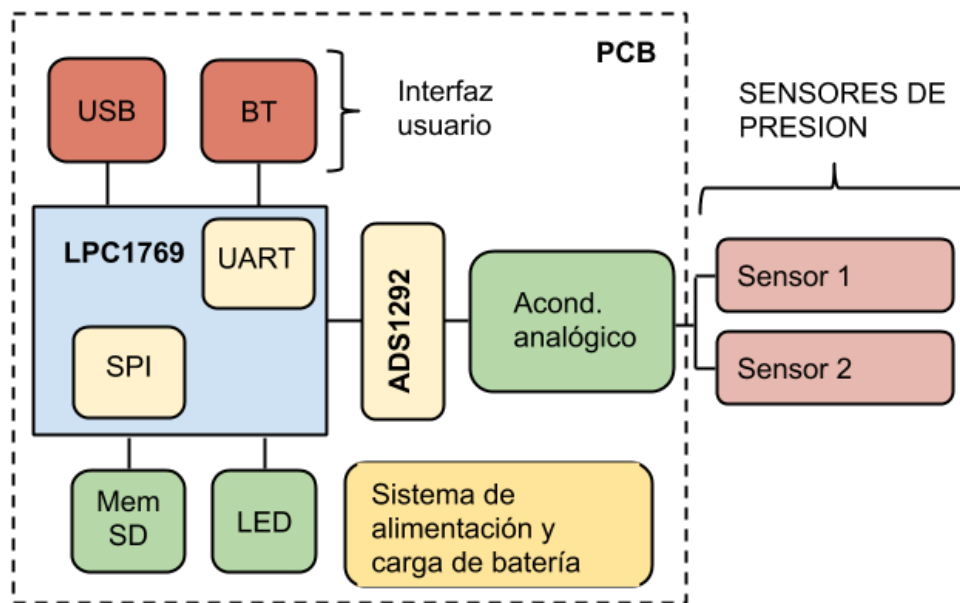 PCB
USB
BT
Interfaz
usuario
SENSORES DE
PRESION
LPC1769
UART
SPI
ADS1292
Acond.
analógico
Sensor 1
Sensor 2
Mem
SD
LED
Sistema de
alimentación y
carga de batería